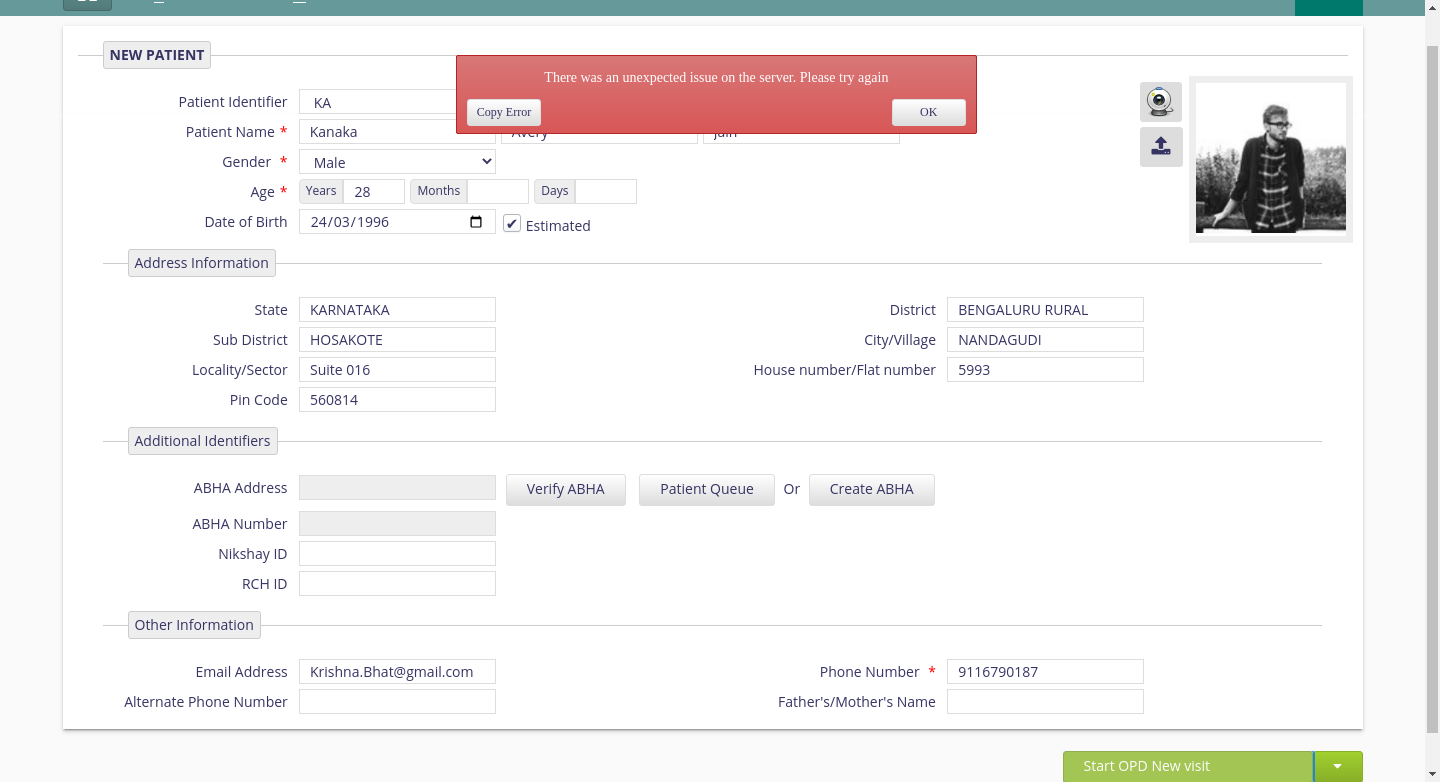 NEW PATIENT
There was an unexpected issue on the server. Please try again
Copy Error OK
Patient Identifier KA
Patient Name * Kanaka Avery Jain
Gender * Male
Age * Years 28 Months Days
Date of Birth 24/03/1996 ✔ Estimated
Address Information
State KARNATAKA District BENGALURU RURAL
Sub District HOSAKOTE City/Village NANDAGUDI
Locality/Sector Suite 016 House number/Flat number 5993
Pin Code 560814
Additional Identifiers
ABHA Address Verify ABHA Patient Queue Or Create ABHA
ABHA Number
Nikshay ID
RCH ID
Other Information
Email Address Krishna.Bhat@gmail.com Phone Number * 9116790187
Alternate Phone Number Father's/Mother's Name
Start OPD New visit